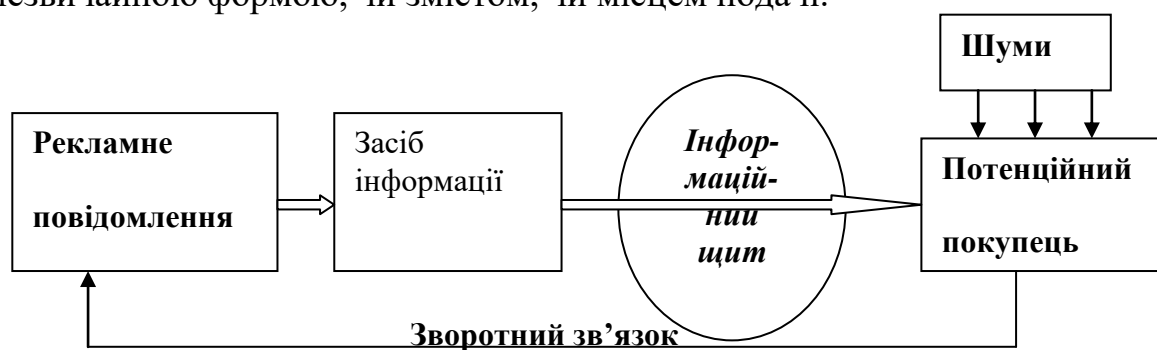 формою, чи змістом, чи місцем подачі.
Шуми
Рекламне
повідомлення
Засіб
інформації
Інфор-
мацій-
ний
щит
Потенційний
покупець
Зворотний зв’язок